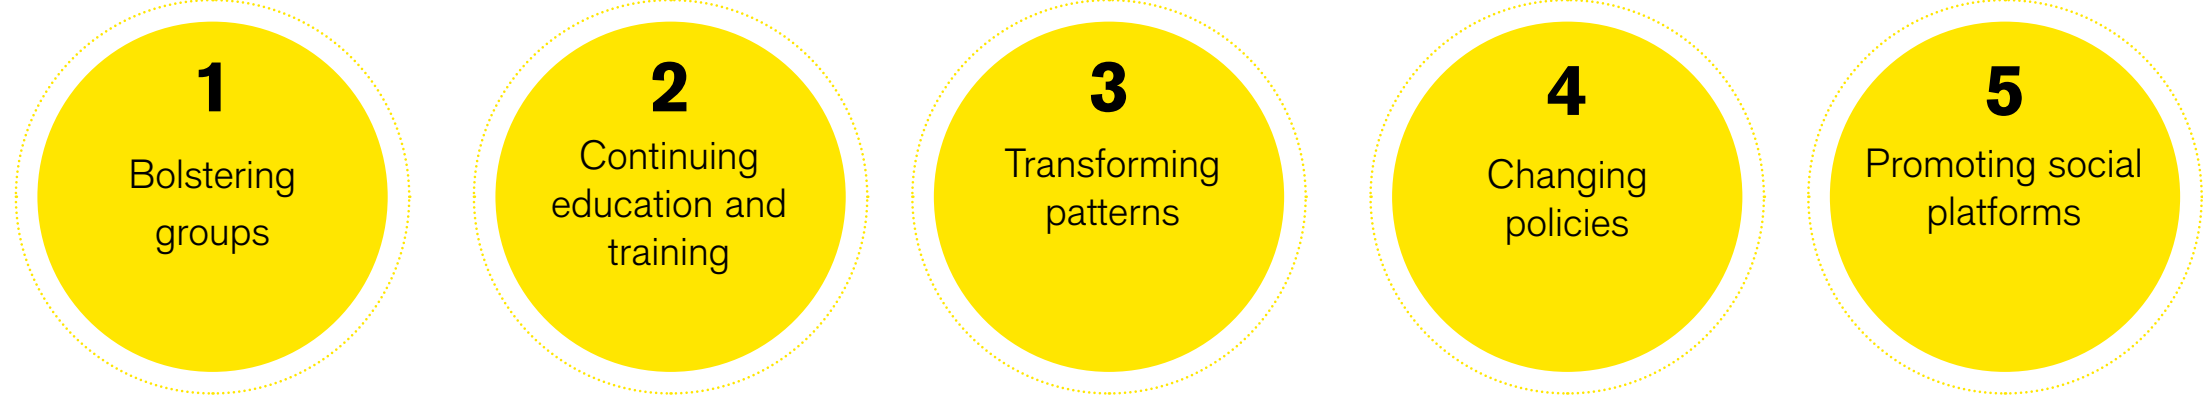 1
Bolstering
groups
2
Continuing
education and
training
3
Transforming
patterns
4
Changing
policies
5
Promoting social
platforms